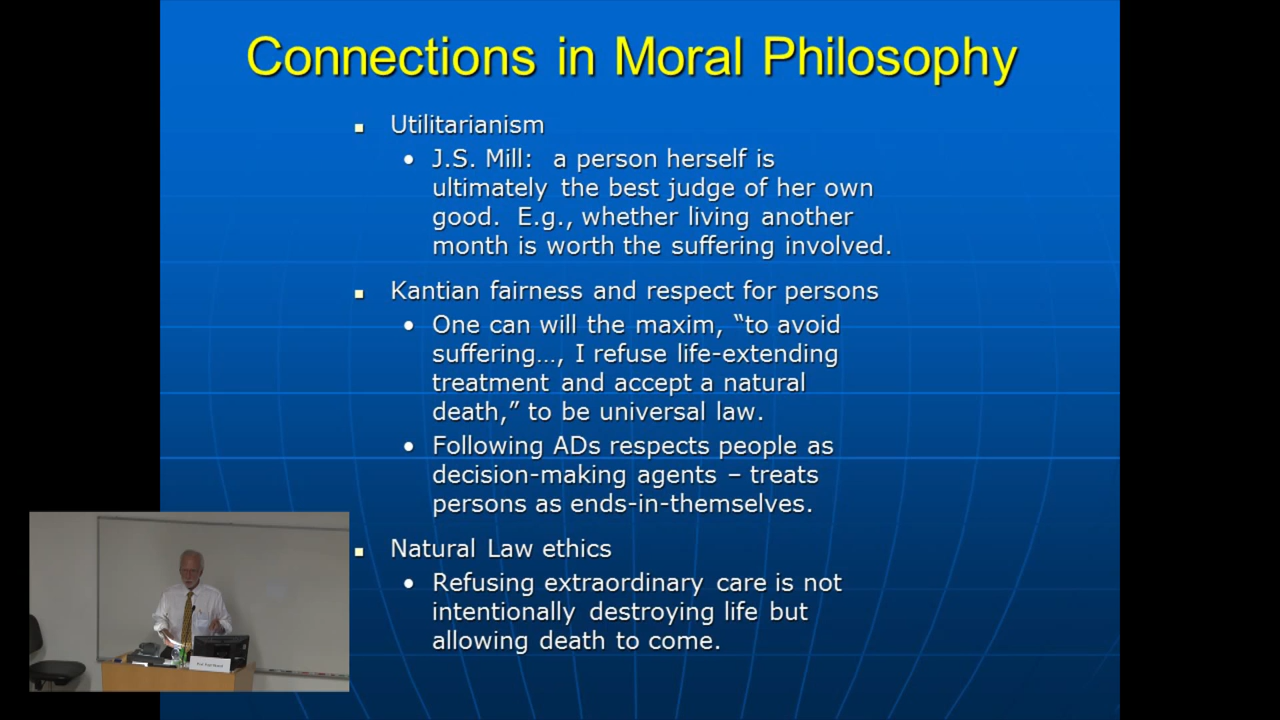 Connections in Moral Philosophy
Utilitarianism
J.S. Mill: a person herself is
ultimately the best judge of her own
good. E.g., whether living another
month is worth the suffering involved.
Kantian fairness and respect for persons
One can will the maxim, “to avoid
suffering…, I refuse life-extending
treatment and accept a natural
death,” to be universal law.
Following ADs respects people as
decision-making agents – treats
persons as ends-in-themselves.
Natural Law ethics
Refusing extraordinary care is not
intentionally destroying life but
allowing death to come.